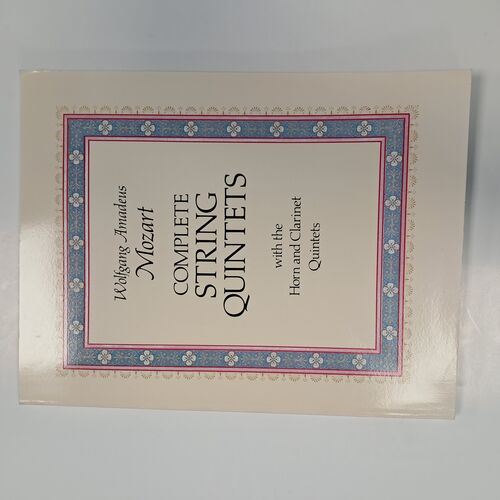 Wolfgang Amadeus
Mozart
COMPLETE
STRING
QUINTETS
with the
Horn and Clarinet
Quintets